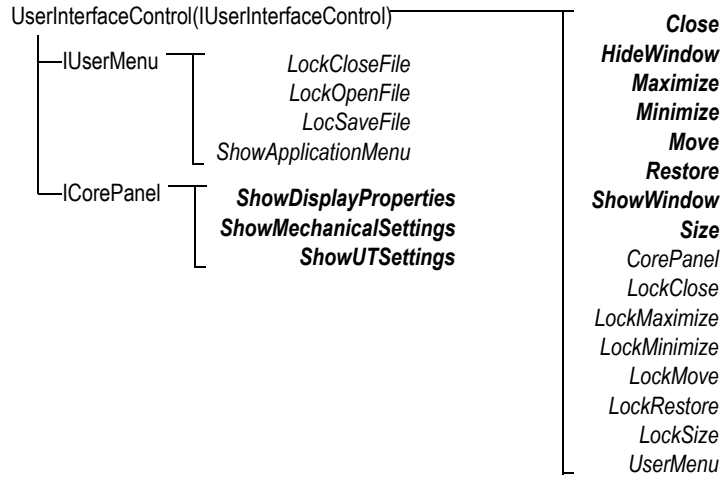 UserInterfaceControl(IUserInterfaceControl)
IUserMenu
LockCloseFile
LockOpenFile
LocSaveFile
ShowApplicationMenu
ICorePanel
ShowDisplayProperties
ShowMechanicalSettings
ShowUTSettings
Close
HideWindow
Maximize
Minimize
Move
Restore
ShowWindow
Size
CorePanel
LockClose
LockMaximize
LockMinimize
LockMove
LockRestore
LockSize
UserMenu